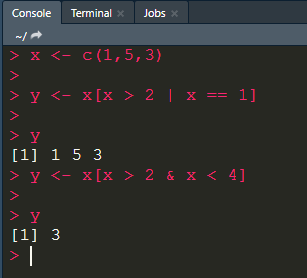 Console Terminal × Jobs ×
~/
> x <- c(1,5,3)
>
> y <- x[x > 2 | x == 1]
>
> y
[1] 1 5 3
> y <- x[x > 2 & x < 4]
>
> y
[1] 3
>